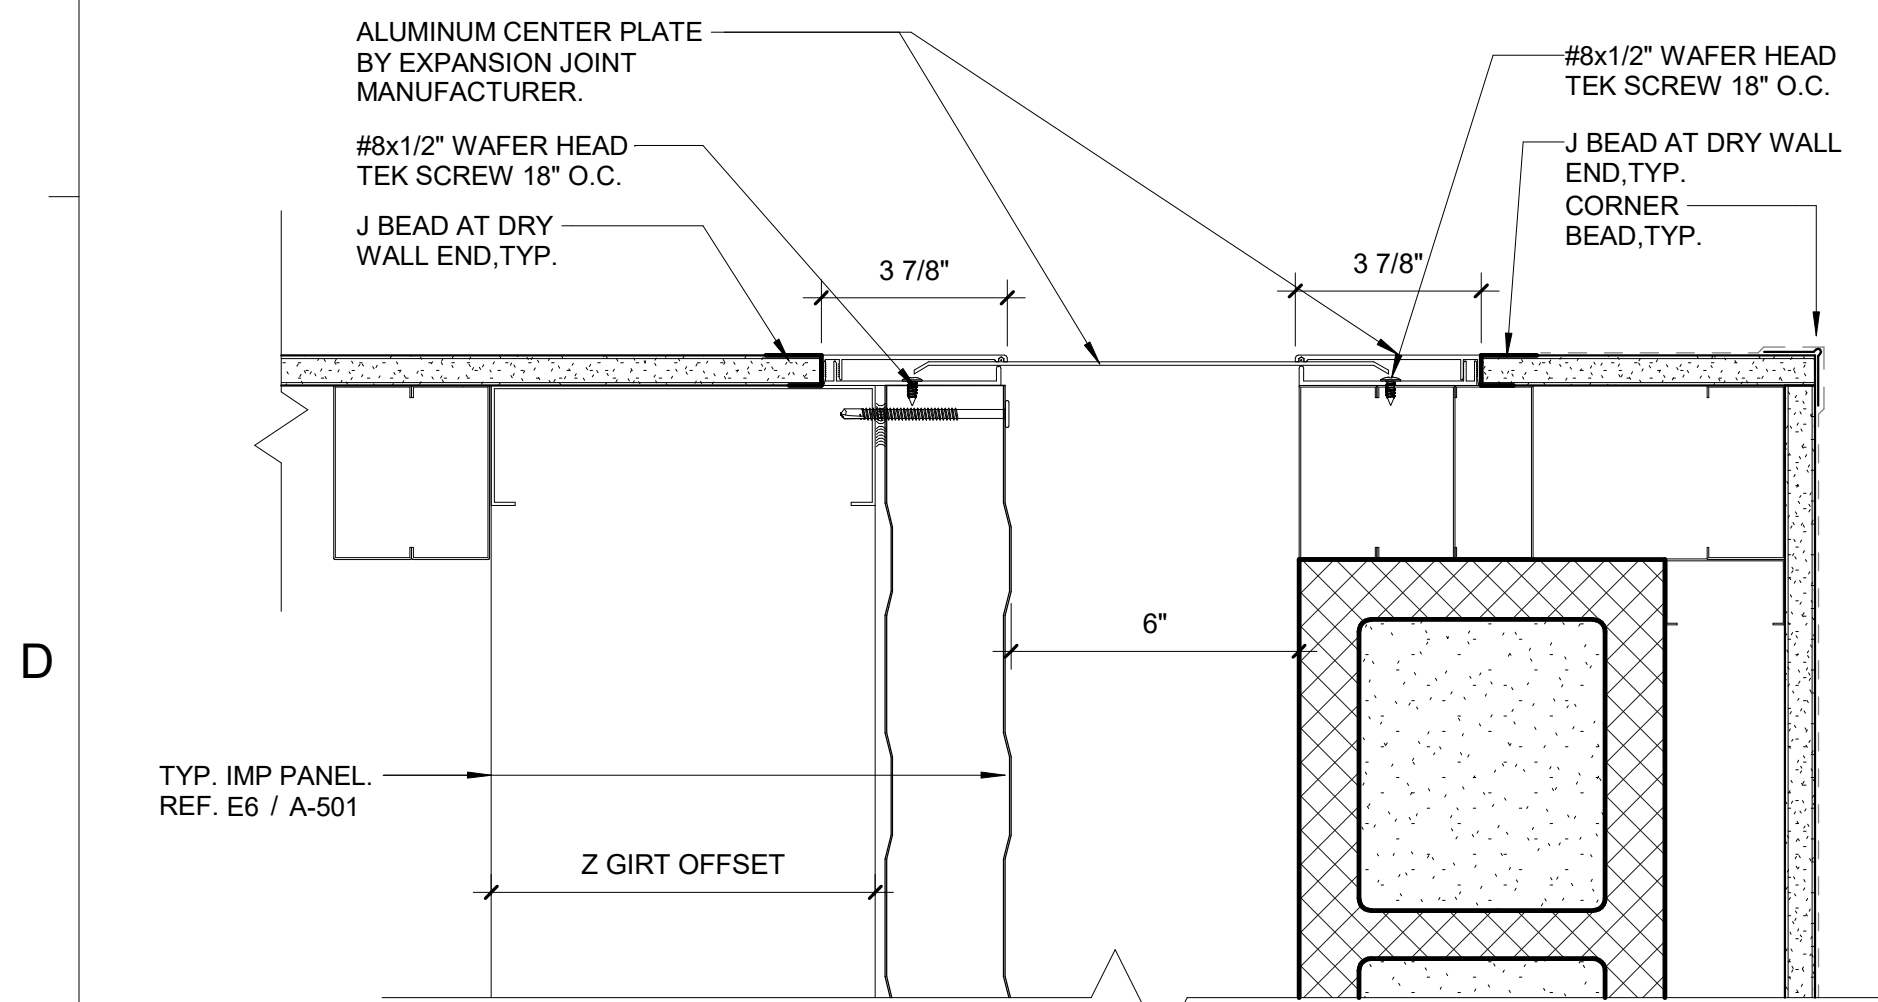 ALUMINUM CENTER PLATE
BY EXPANSION JOINT
MANUFACTURER.
#8x1/2" WAFER HEAD
TEK SCREW 18" O.C.
J BEAD AT DRY
WALL END,TYP.
#8x1/2" WAFER HEAD
TEK SCREW 18" O.C.
J BEAD AT DRY WALL
END,TYP.
CORNER
BEAD,TYP.
3 7/8"
3 7/8"
6"
D
TYP. IMP PANEL.
REF. E6 / A-501
Z GIRT OFFSET